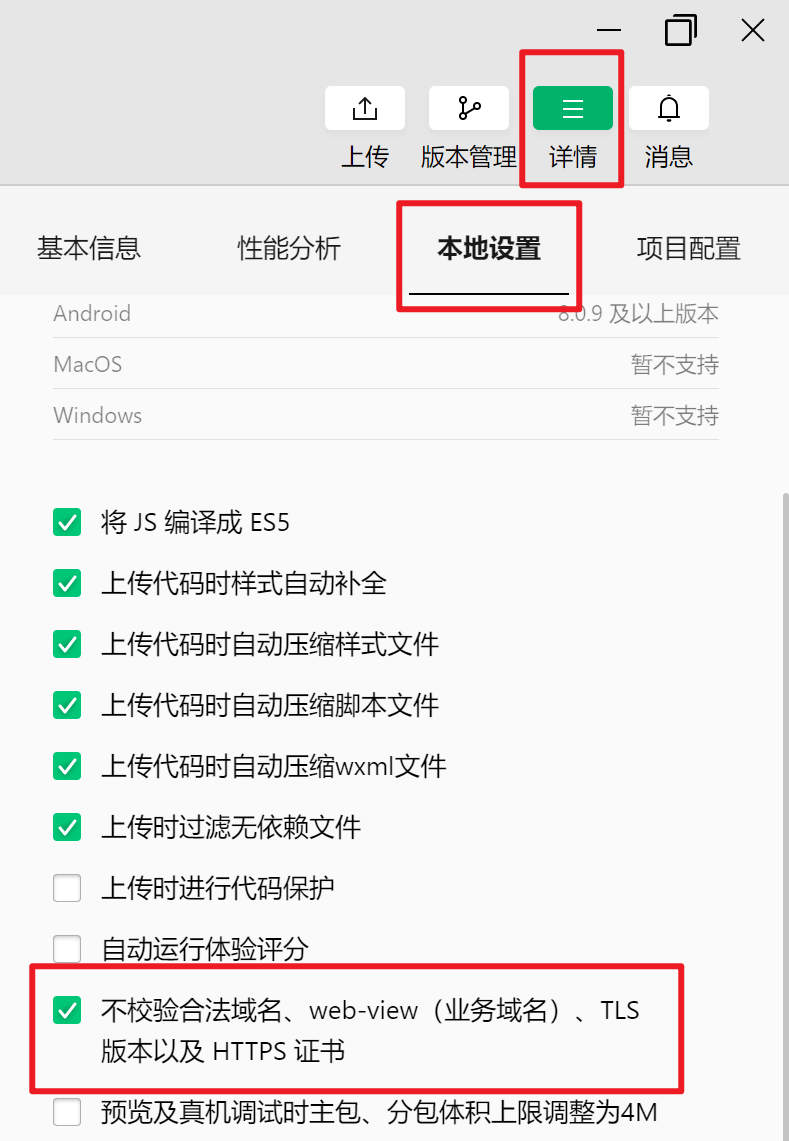 上传
版本管理
详情
消息
基本信息
性能分析
本地设置
项目配置
Android
8.0.9 及以上版本
MacOS
暂不支持
Windows
暂不支持
将 JS 编译成 ES5
上传代码时样式自动补全
上传代码时自动压缩样式文件
上传代码时自动压缩脚本文件
上传代码时自动压缩wxml文件
上传时过滤无依赖文件
上传时进行代码保护
自动运行体验评分
不校验合法域名、web-view（业务域名）、TLS
版本以及 HTTPS 证书
预览及真机调试时主包、分包体积上限调整为4M